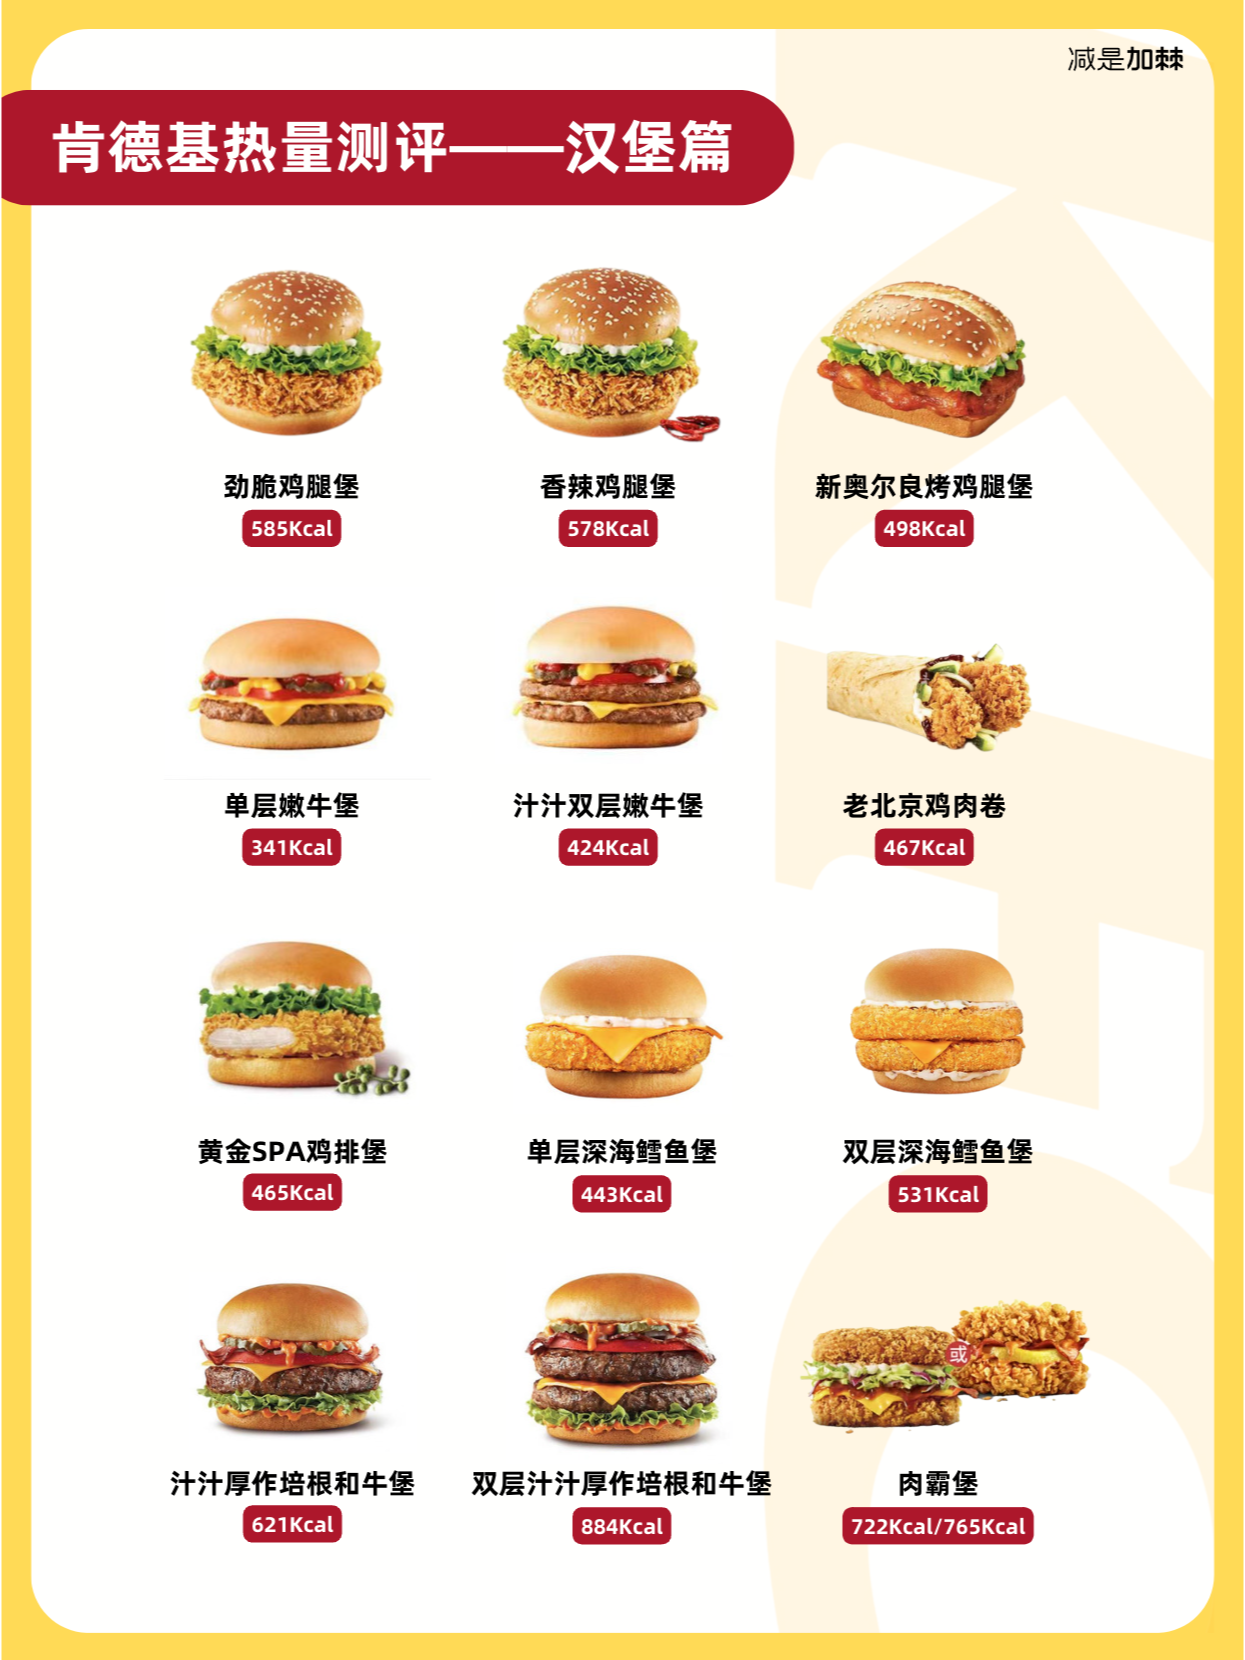 减是加棘
肯德基热量测评——汉堡篇
劲脆鸡腿堡
585Kcal
香辣鸡腿堡
578Kcal
新奥尔良烤鸡腿堡
498Kcal
单层嫩牛堡
341Kcal
汁汁双层嫩牛堡
424Kcal
老北京鸡肉卷
467Kcal
黄金SPA鸡排堡
465Kcal
单层深海鳕鱼堡
443Kcal
双层深海鳕鱼堡
531Kcal
汁汁厚作培根和牛堡
621Kcal
双层汁汁厚作培根和牛堡
884Kcal
或
肉霸堡
722Kcal/765Kcal